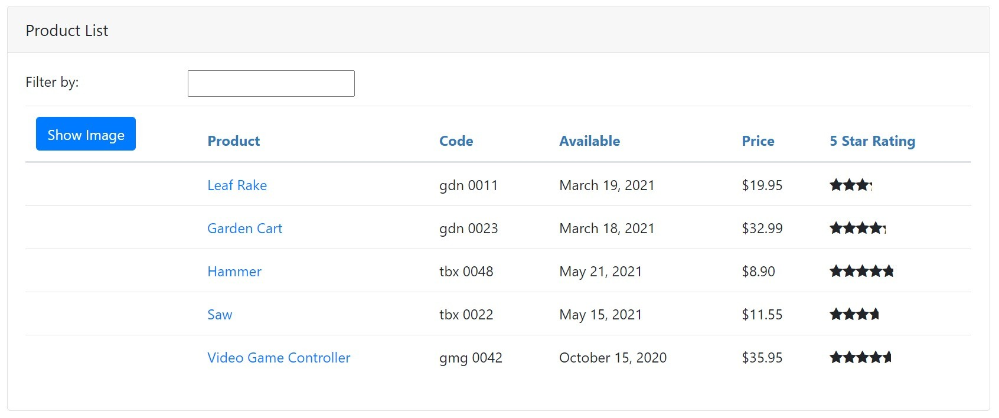 Product List
Filter by:
Show Image Product Code Available Price 5 Star Rating
Leaf Rake gdn 0011 March 19, 2021 $19.95
Garden Cart gdn 0023 March 18, 2021 $32.99
Hammer tbx 0048 May 21, 2021 $8.90
Saw tbx 0022 May 15, 2021 $11.55
Video Game Controller gmg 0042 October 15, 2020 $35.95